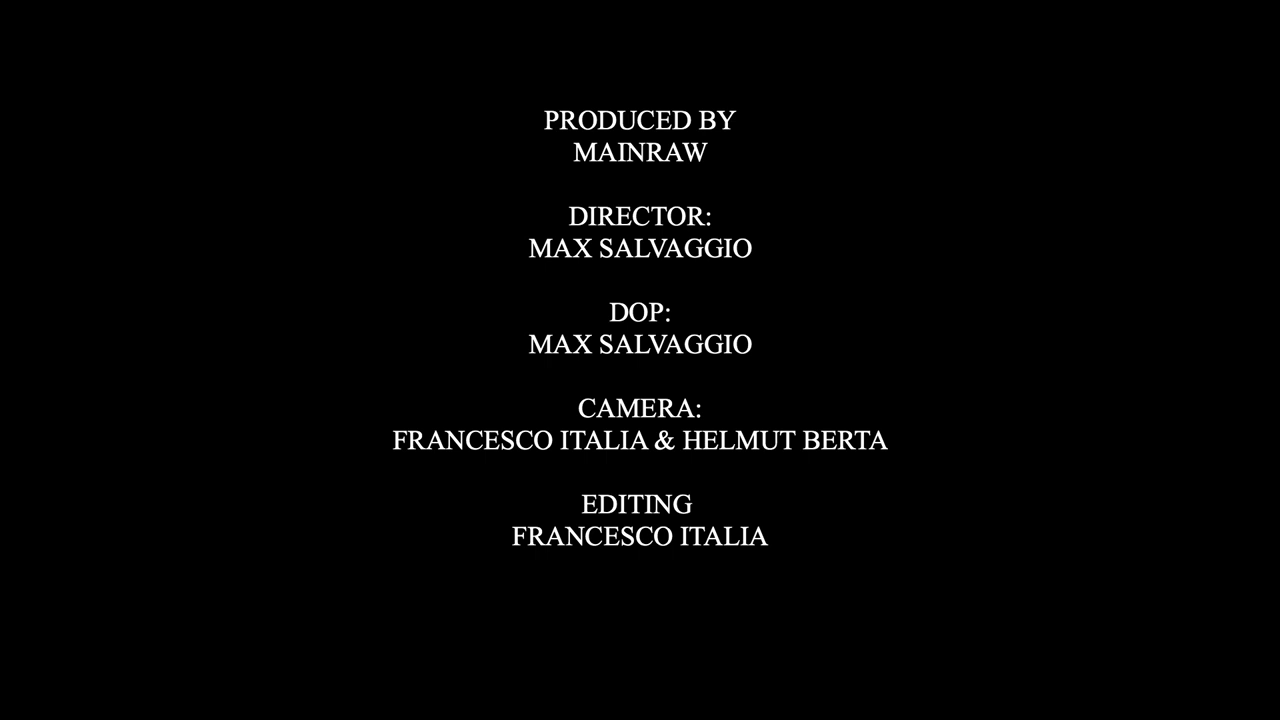 PRODUCED BY
MAINRAW
DIRECTOR:
MAX SALVAGGIO
DOP:
MAX SALVAGGIO
CAMERA:
FRANCESCO ITALIA & HELMUT BERTA
EDITING
FRANCESCO ITALIA